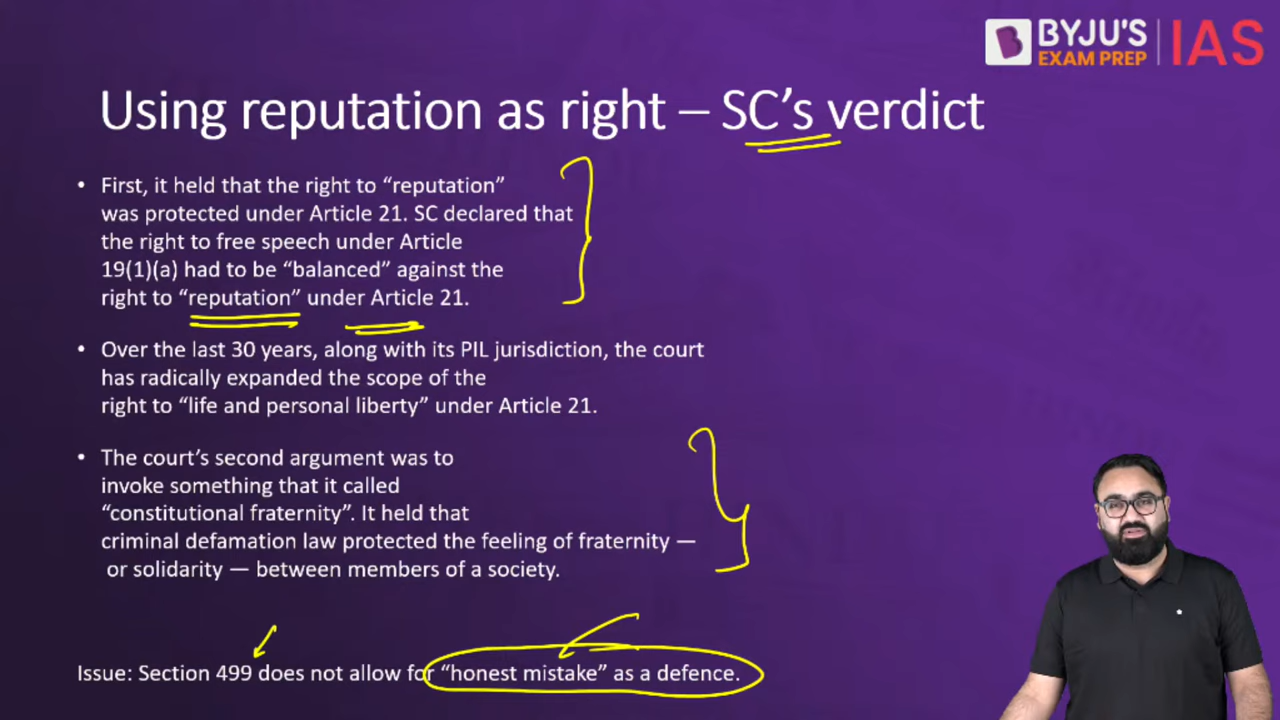 BYJU'S
EXAM PREP
IAS
Using reputation as right – SC's verdict
• First, it held that the right to “reputation”
was protected under Article 21. SC declared that
the right to free speech under Article
19(1)(a) had to be “balanced” against the
right to “reputation” under Article 21.
• Over the last 30 years, along with its PIL jurisdiction, the court
has radically expanded the scope of the
right to “life and personal liberty” under Article 21.
• The court's second argument was to
invoke something that it called
“constitutional fraternity”. It held that
criminal defamation law protected the feeling of fraternity —
or solidarity — between members of a society.
Issue: Section 499 does not allow for “honest mistake” as a defence.